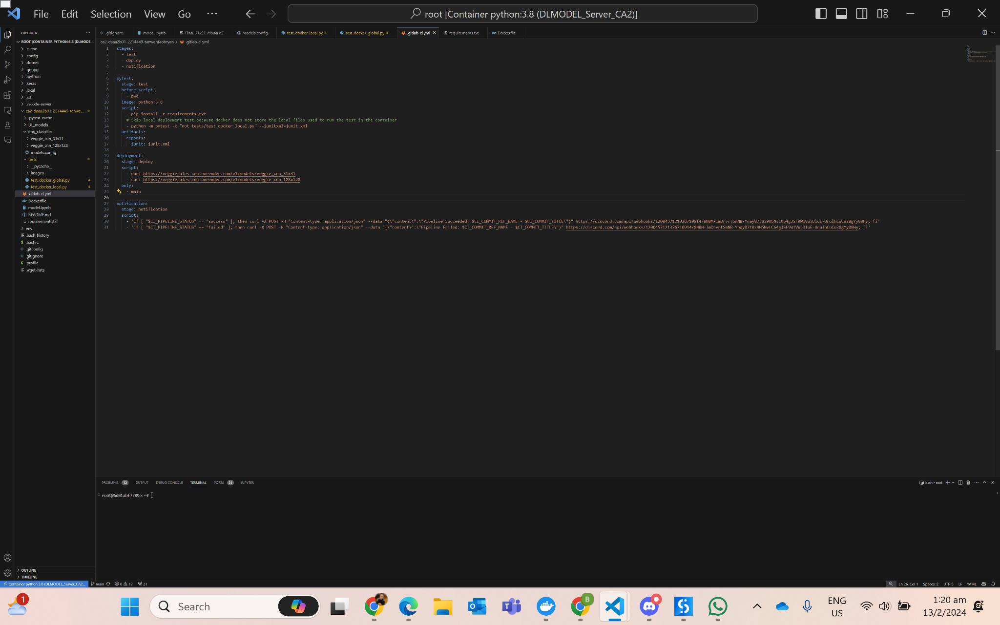 File Edit Selection View Go ···
root [Container python:3.8 (DLMODEL_Server_CA2)]
EXPLORER
.gitignore model.ipynb Final_31x31_Model.h5 models.config test_docker_local.py 4 test_docker_global.py 4 .gitlab-ci.yml requirements.txt Dockerfile
ROOT [CONTAINER PYTHON:3.8 (DLMODE...
.cache
.config
.dotnet
.gnupg
.ipython
.keras
.local
.ssh
.vscode-server
ca2-daaa2b01-2214449-tanwe...
.pytest_cache
DL_models
img_classifier
veggie_cnn_31x31
veggie_cnn_128x128
models.config
tests
__pycache__
images
test_docker_global.py 4
test_docker_local.py 4
.gitlab-ci.yml
Dockerfile
model.ipynb
README.md
requirements.txt
env
.bash_history
.bashrc
.gitconfig
.gitignore
.profile
.wget-hsts
OUTLINE
TIMELINE
ca2-daaa2b01-2214449-tanwentaobryan > .gitlab-ci.yml
1 stages:
2 - test
3 - deploy
4 - notification
5
6 pytest:
7 stage: test
8 before_script:
9 - pwd
10 image: python:3.8
11 script:
12 - pip install -r requirements.txt
13 # Skip local deployment test because docker does not store the local files used to run the test in the container
14 - python -m pytest -k "not tests/test_docker_local.py" --junitxml=junit.xml
15 artifacts:
16 reports:
17 junit: junit.xml
18
19 deployment:
20 stage: deploy
21 script:
22 - curl https://veggietales-cnn.onrender.com/v1/models/veggie_cnn_31x31
23 - curl https://veggietales-cnn.onrender.com/v1/models/veggie_cnn_128x128
24 only:
25 - main
26
27 notification:
28 stage: notification
29 script:
30 - 'if [ "$CI_PIPELINE_STATUS" == "success" ]; then curl -X POST -H "Content-type: application/json" --data "{\"content\":\"Pipeline Succeeded: $CI_COMMIT_REF_NAME - $CI_COMMIT_TITLE\"}" https://discord.com/api/webhooks/ fi'
31 - 'if [ "$CI_PIPELINE_STATUS" == "failed" ]; then curl -X POST -H "Content-type: application/json" --data "{\"content\":\"Pipeline Failed: $CI_COMMIT_REF_NAME - $CI_COMMIT_TITLE\"}" https://discord.com/api/webhooks/ fi'
PROBLEMS 12 OUTPUT DEBUG CONSOLE TERMINAL PORTS 21 JUPYTER
bash - root
root@6d01abf7789e:~#
Container python:3.8 (DLMODEL_Server_CA2... main 0 12 21
Ln 26, Col 1 Spaces: 2 UTF-8 LF YAML
1
Search
B
ENG
US
1:20 am
13/2/2024